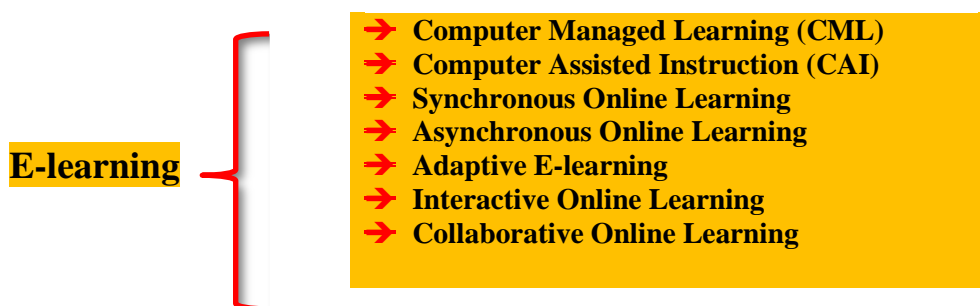 E-learning
➔ Computer Managed Learning (CML)
➔ Computer Assisted Instruction (CAI)
➔ Synchronous Online Learning
➔ Asynchronous Online Learning
➔ Adaptive E-learning
➔ Interactive Online Learning
➔ Collaborative Online Learning